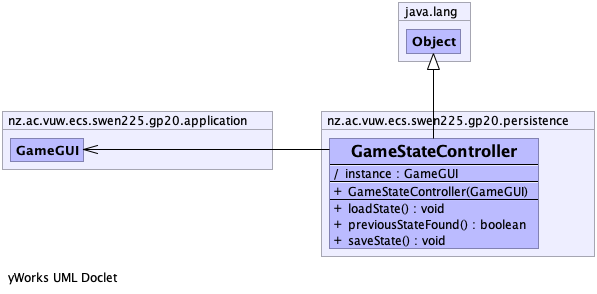 java.lang
Object
nz.ac.vuw.ecs.swen225.gp20.application
GameGUI
nz.ac.vuw.ecs.swen225.gp20.persistence
GameStateController
/ instance : GameGUI
+ GameStateController(GameGUI)
+ loadState() : void
+ previousStateFound() : boolean
+ saveState() : void
yWorks UML Doclet